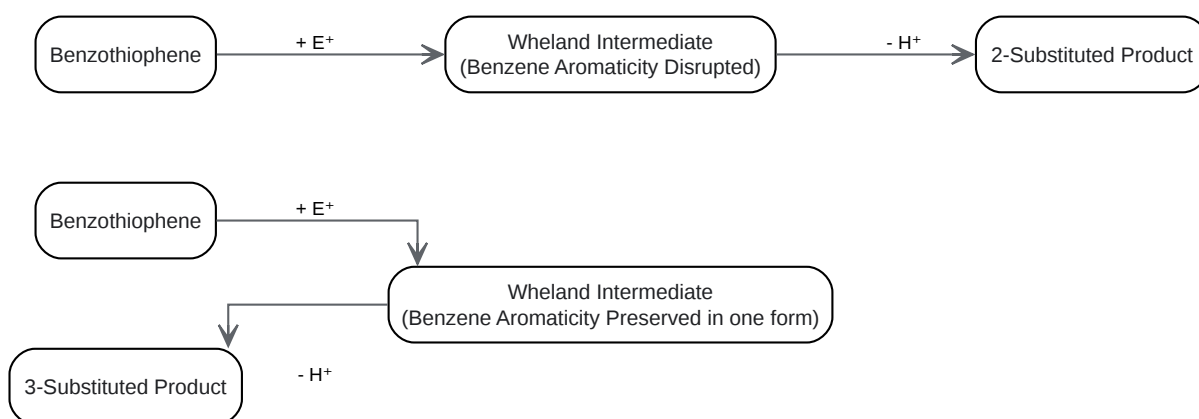 Benzothiophene
+ E⁺
Wheland Intermediate
(Benzene Aromaticity Disrupted)
- H⁺
2-Substituted Product
Benzothiophene
+ E⁺
Wheland Intermediate
(Benzene Aromaticity Preserved in one form)
3-Substituted Product
- H⁺